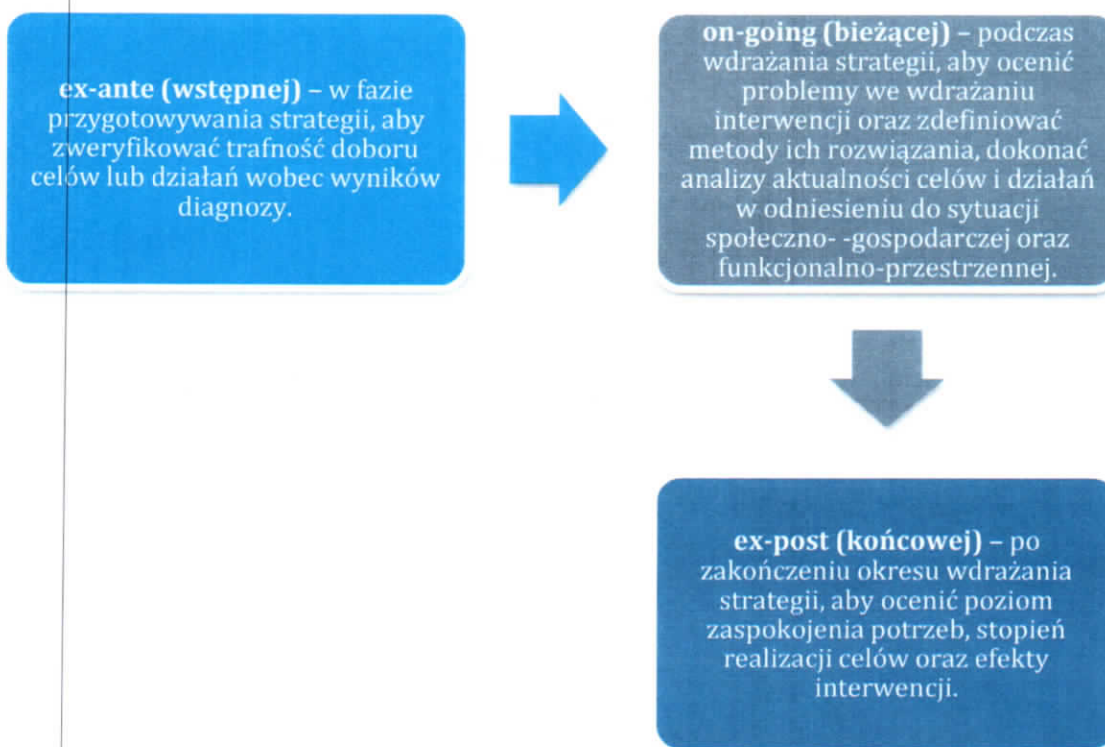 ex-ante (wstępnej) – w fazie
przygotowywania strategii, aby
zweryfikować trafność doboru
celów lub działań wobec wyników
diagnozy.
on-going (bieżącej) – podczas
wdrażania strategii, aby ocenić
problemy we wdrażaniu
interwencji oraz zdefiniować
metody ich rozwiązania, dokonać
analizy aktualności celów i działań
w odniesieniu do sytuacji
społeczno- -gospodarczej oraz
funkcjonalno-przestrzennej.
ex-post (końcowej) – po
zakończeniu okresu wdrażania
strategii, aby ocenić poziom
zaspokojenia potrzeb, stopień
realizacji celów oraz efekty
interwencji.